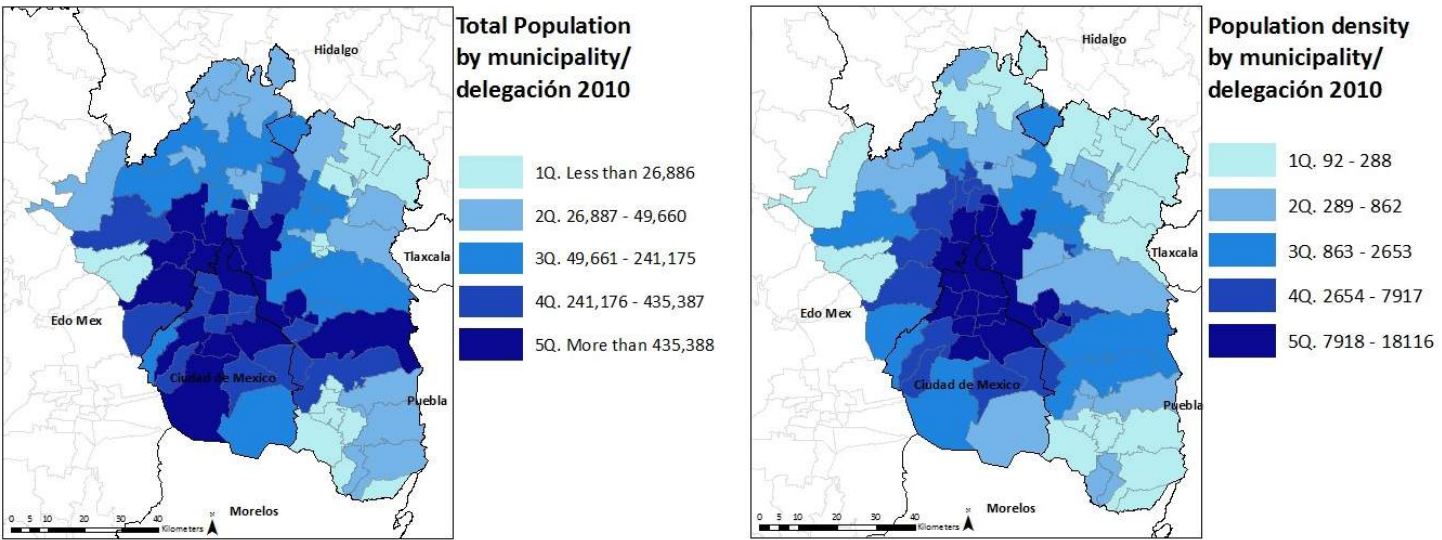 Total Population
by municipality/
delegación 2010
1Q. Less than 26,886
2Q. 26,887 - 49,660
3Q. 49,661 - 241,175
4Q. 241,176 - 435,387
5Q. More than 435,388
Hidalgo
Tlaxcala
Edo Mex
Ciudad de Mexico
Puebla
Morelos
0 5 10 20 30 40
Kilometers
N
Population density
by municipality/
delegación 2010
1Q. 92 - 288
2Q. 289 - 862
3Q. 863 - 2653
4Q. 2654 - 7917
5Q. 7918 - 18116
Hidalgo
Tlaxcala
Edo Mex
Ciudad de Mexico
Puebla
Morelos
0 5 10 20 30 40
Kilometers
N